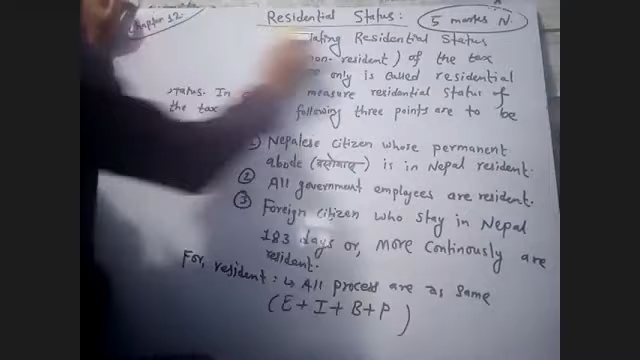 Chapter 12
Residential Status:
5 marks N.
lating Residential Status
non-resident) of the tax
only is called residential
status. In measure residential status of
the tax following three points are to be
1) Nepalese citizen whose permanent
abode (बसोबास) is in Nepal resident.
2) All government employees are resident.
3) Foreign citizen who stay in Nepal
183 days or, more continously are
resident.
For, resident: ↳ All process are as same
(E+I+B+P)